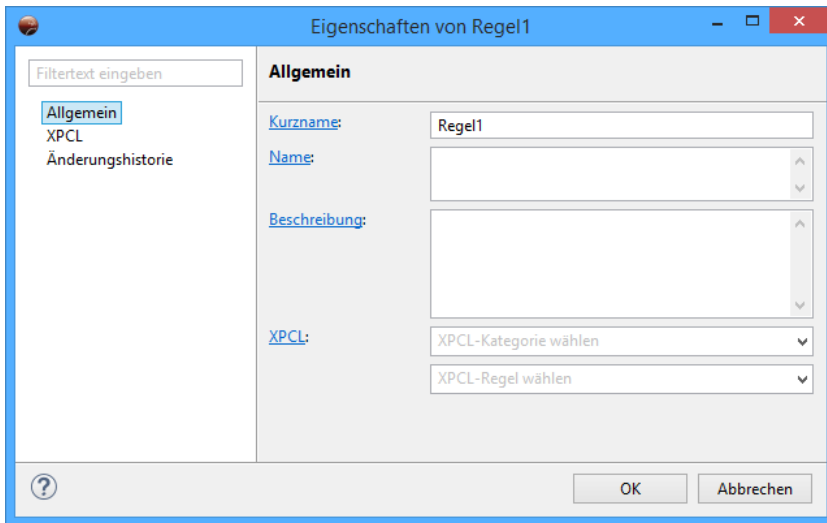 Eigenschaften von Regel1
Filtertext eingeben
Allgemein
XPCL
Änderungshistorie
Allgemein
Kurzname:
Regel1
Name:
Beschreibung:
XPCL:
XPCL-Kategorie wählen
XPCL-Regel wählen
?
OK
Abbrechen